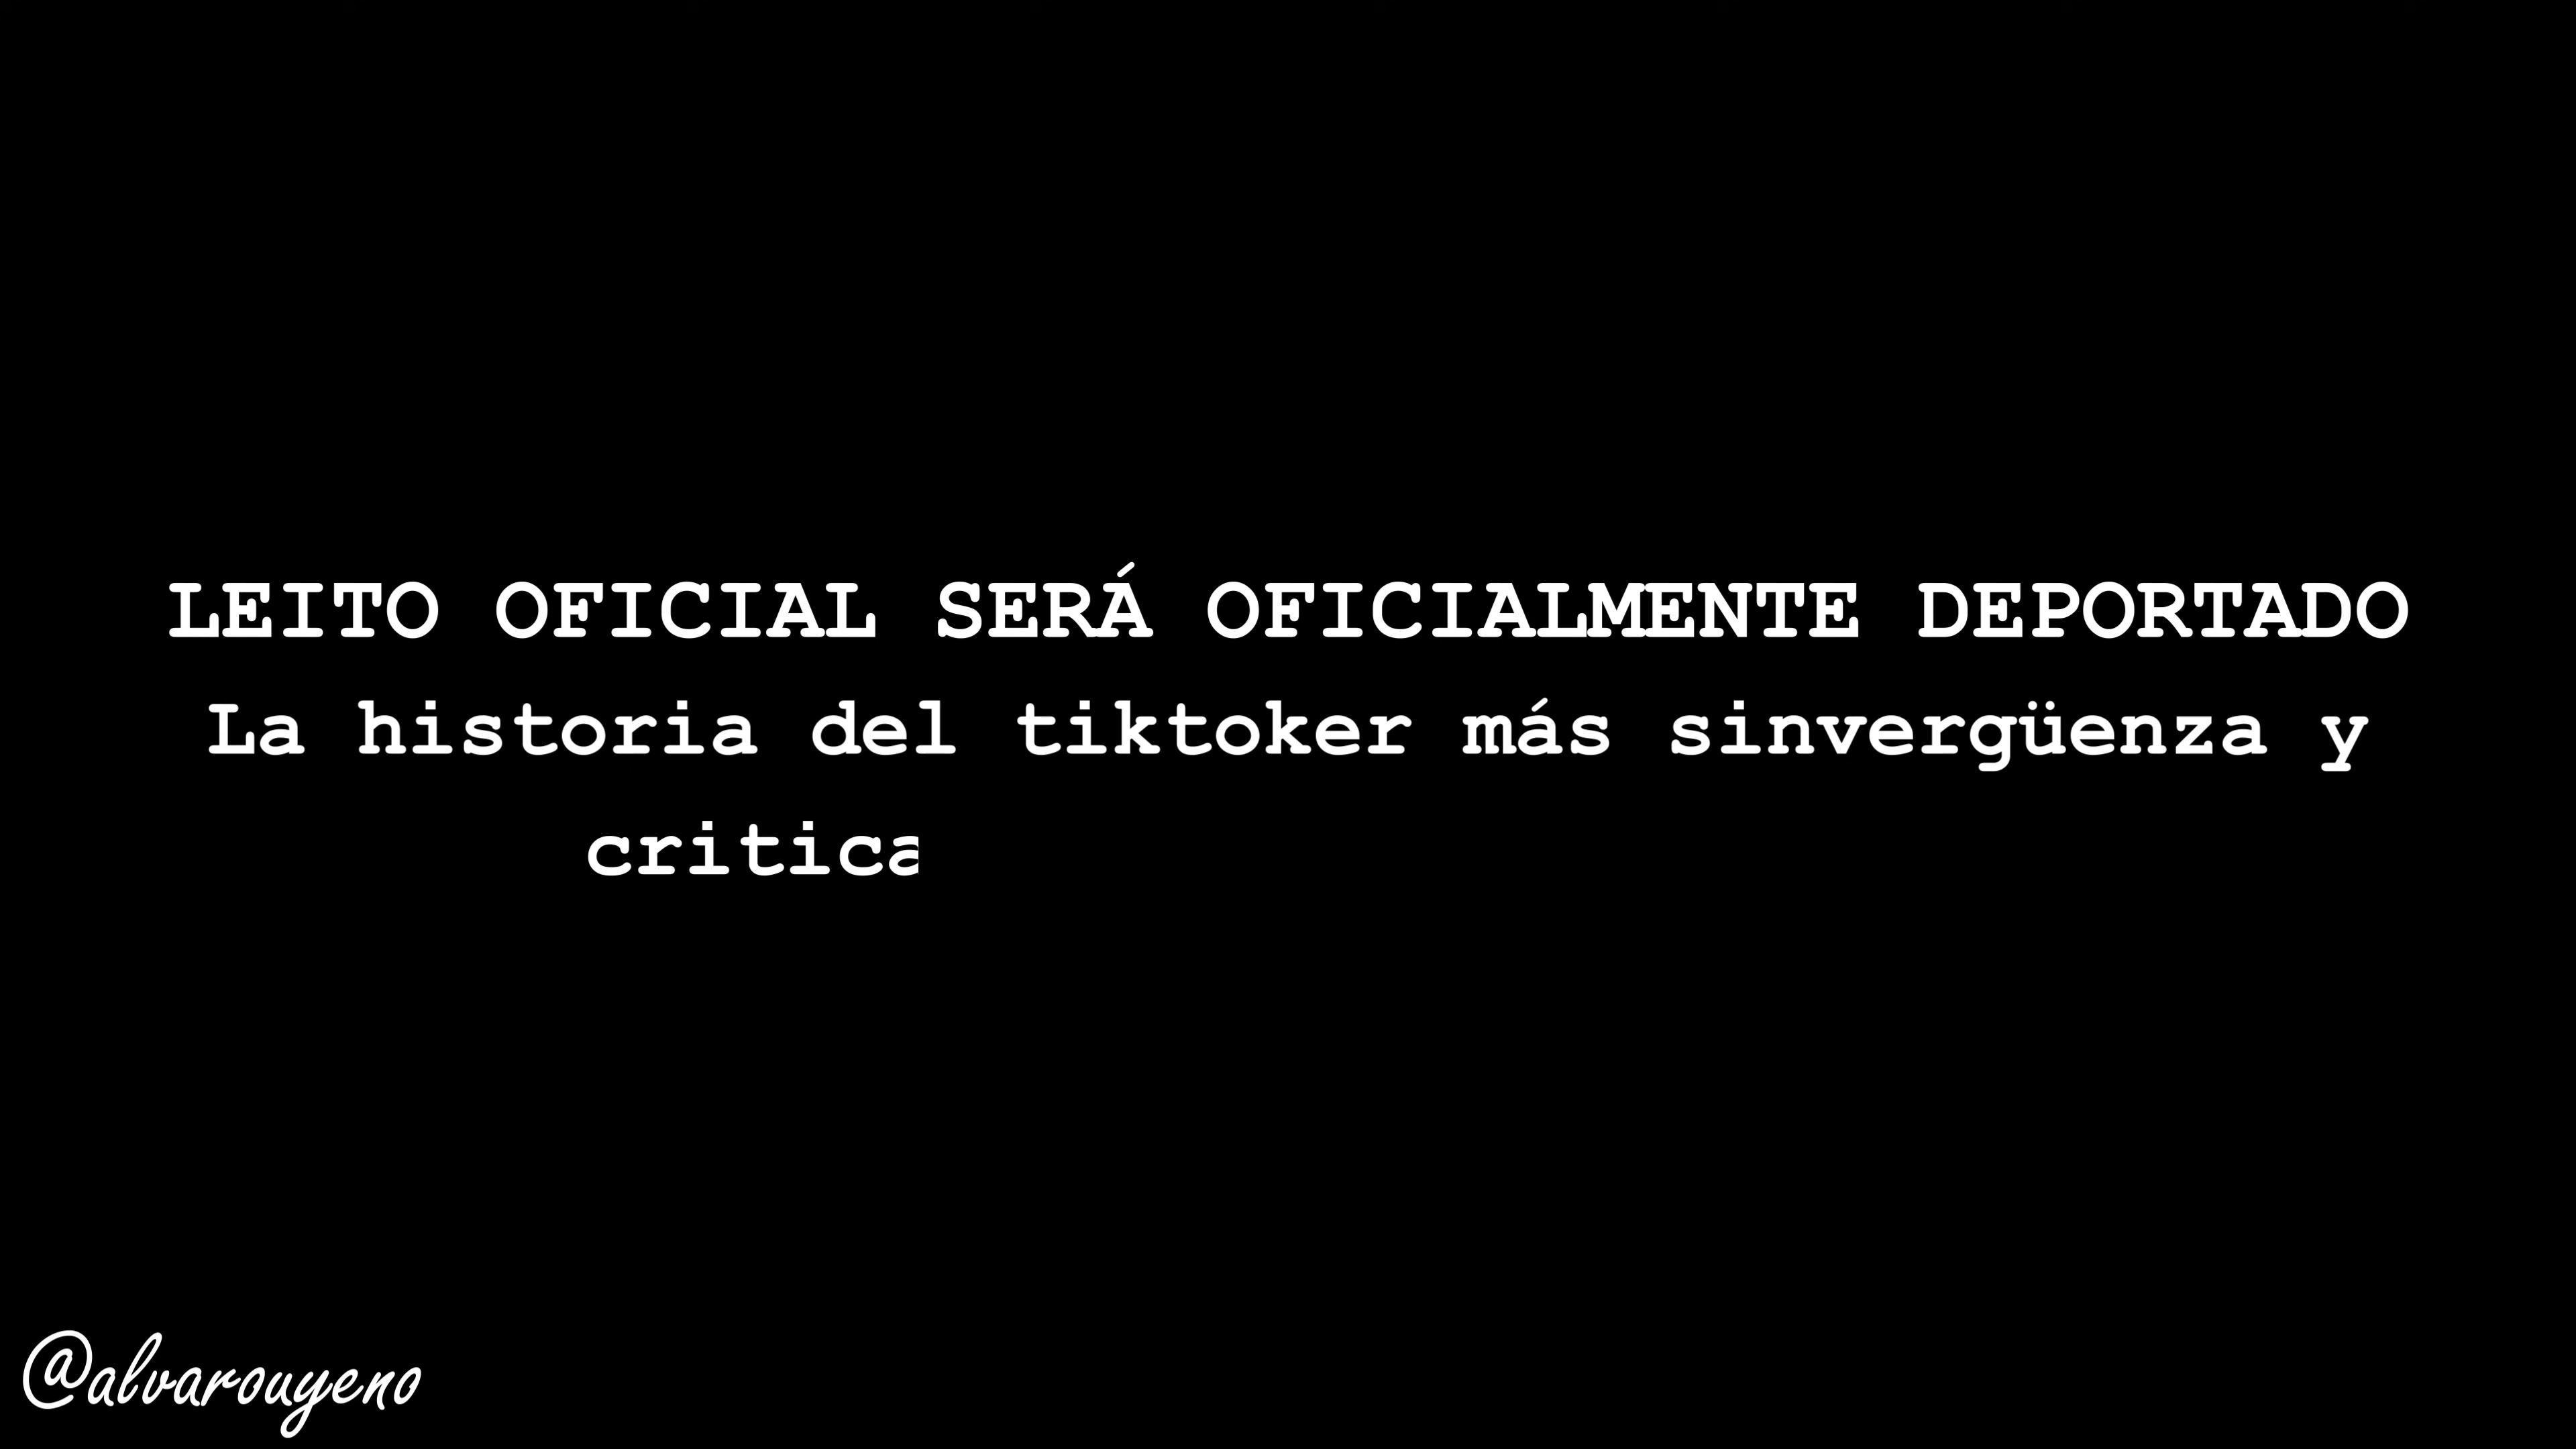 LEITO OFICIAL SERÁ OFICIALMENTE DEPORTADO
La historia del tiktoker más sinvergüenza y
critica
@alvarouyeno